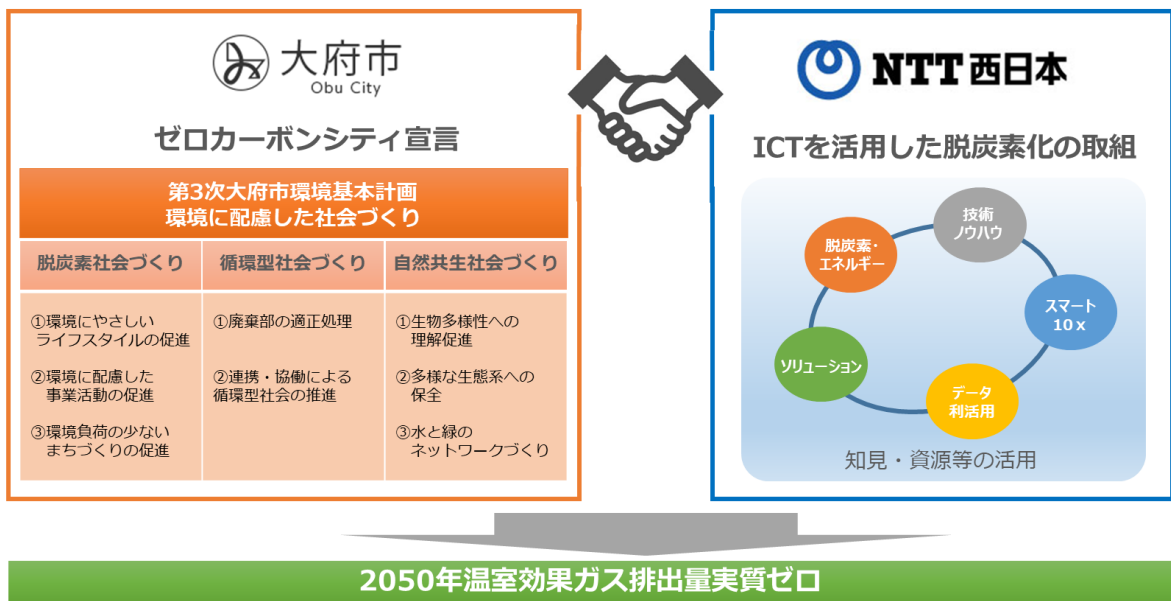 大府市
Obu City
ゼロカーボンシティ宣言
第3次大府市環境基本計画
環境に配慮した社会づくり
脱炭素社会づくり
①環境にやさしい
ライフスタイルの促進
②環境に配慮した
事業活動の促進
③環境負荷の少ない
まちづくりの促進
循環型社会づくり
①廃棄部の適正処理
②連携・協働による
循環型社会の推進
自然共生社会づくり
①生物多様性への
理解促進
②多様な生態系への
保全
③水と緑の
ネットワークづくり
NTT西日本
ICTを活用した脱炭素化の取組
技術
ノウハウ
脱炭素・
エネルギー
スマート
10x
ソリューション
データ
利活用
知見・資源等の活用
2050年温室効果ガス排出量実質ゼロ